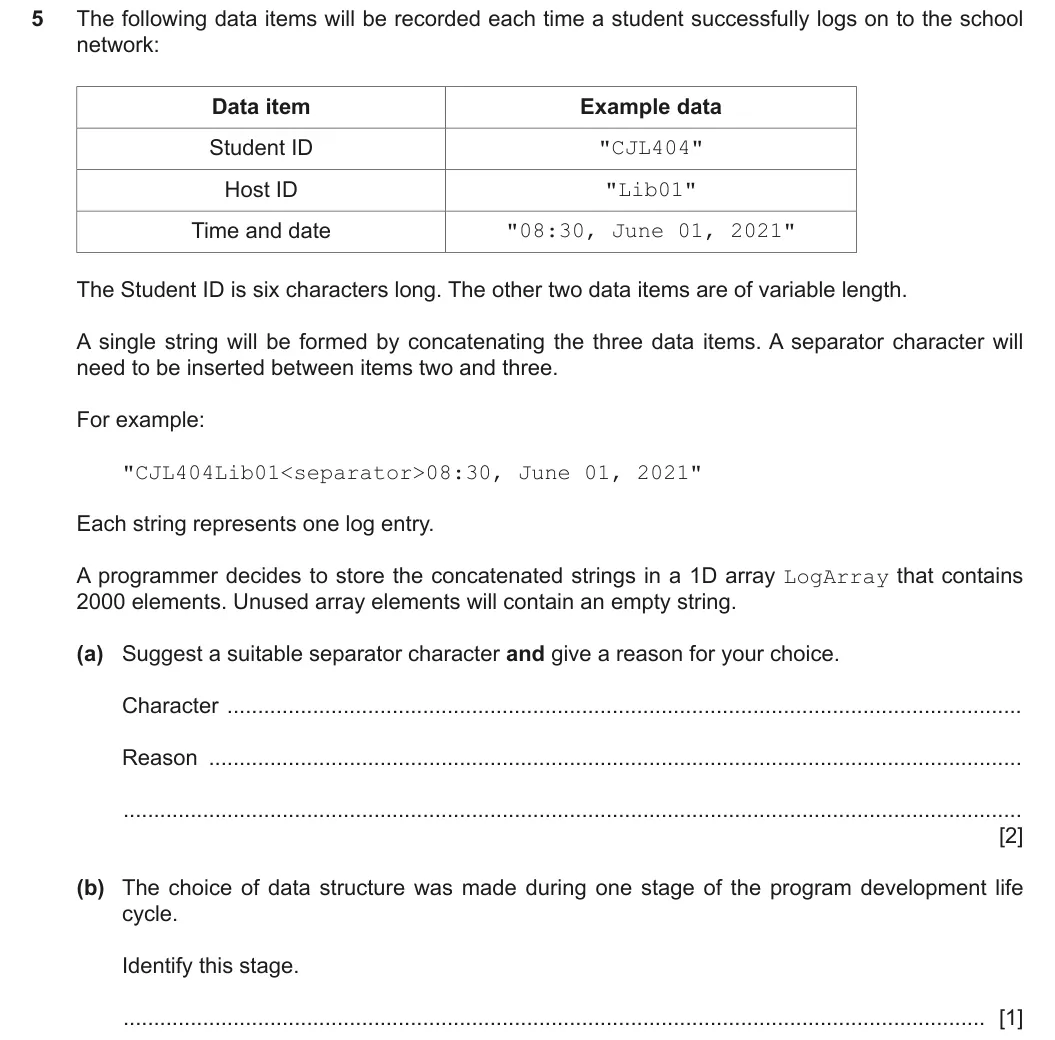 5 The following data items will be recorded each time a student successfully logs on to the school
network:
Data item Example data
Student ID "CJL404"
Host ID "Lib01"
Time and date "08:30, June 01, 2021"
The Student ID is six characters long. The other two data items are of variable length.
A single string will be formed by concatenating the three data items. A separator character will
need to be inserted between items two and three.
For example:
"CJL404Lib01<separator>08:30, June 01, 2021"
Each string represents one log entry.
A programmer decides to store the concatenated strings in a 1D array LogArray that contains
2000 elements. Unused array elements will contain an empty string.
(a) Suggest a suitable separator character and give a reason for your choice.
Character ....................................................................................................................................
Reason .......................................................................................................................................
......................................................................................................................................................
[2]
(b) The choice of data structure was made during one stage of the program development life
cycle.
Identify this stage.
............................................................................................................................................... [1]